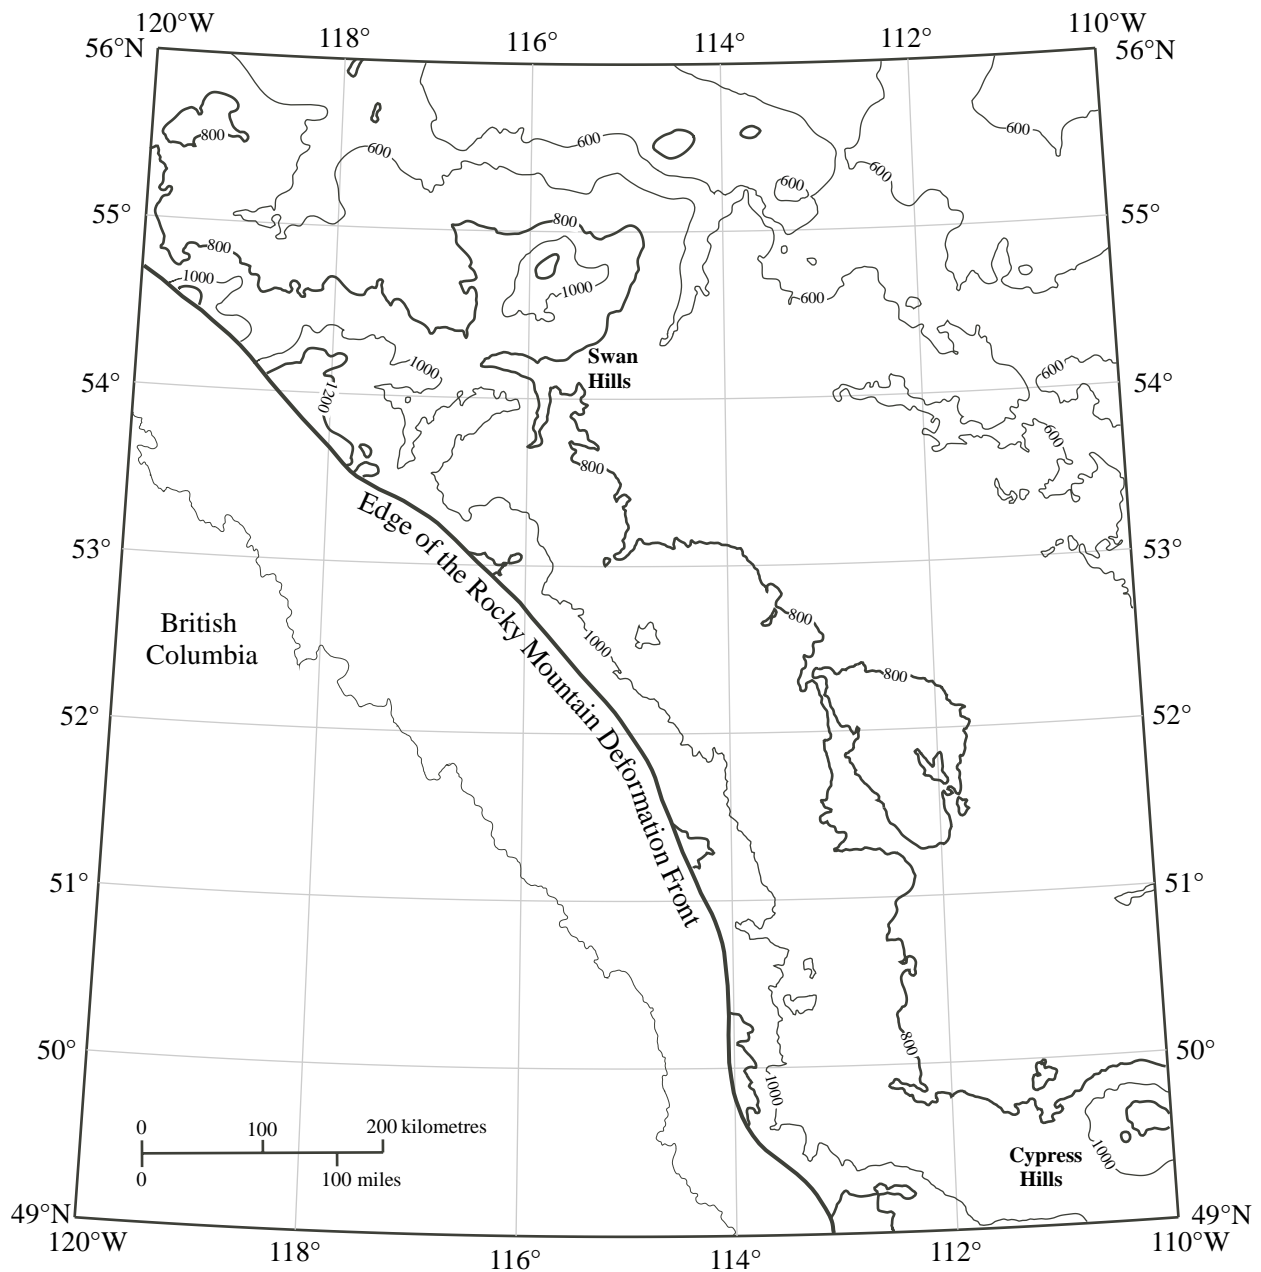 120°W
118°
116°
114°
112°
110°W
56°N
56°N
600
800
600
600
600
600
55°
800
55°
800
1000
1000
600
Swan
Hills
1000
600
54°
54°
1200
600
800
Edge of the Rocky Mountain Deformation Front
53°
53°
British
Columbia
800
1000
800
52°
52°
51°
51°
50°
800
50°
1000
0
100
200 kilometres
0
100 miles
1000
Cypress
Hills
49°N
49°N
120°W
118°
116°
114°
112°
110°W